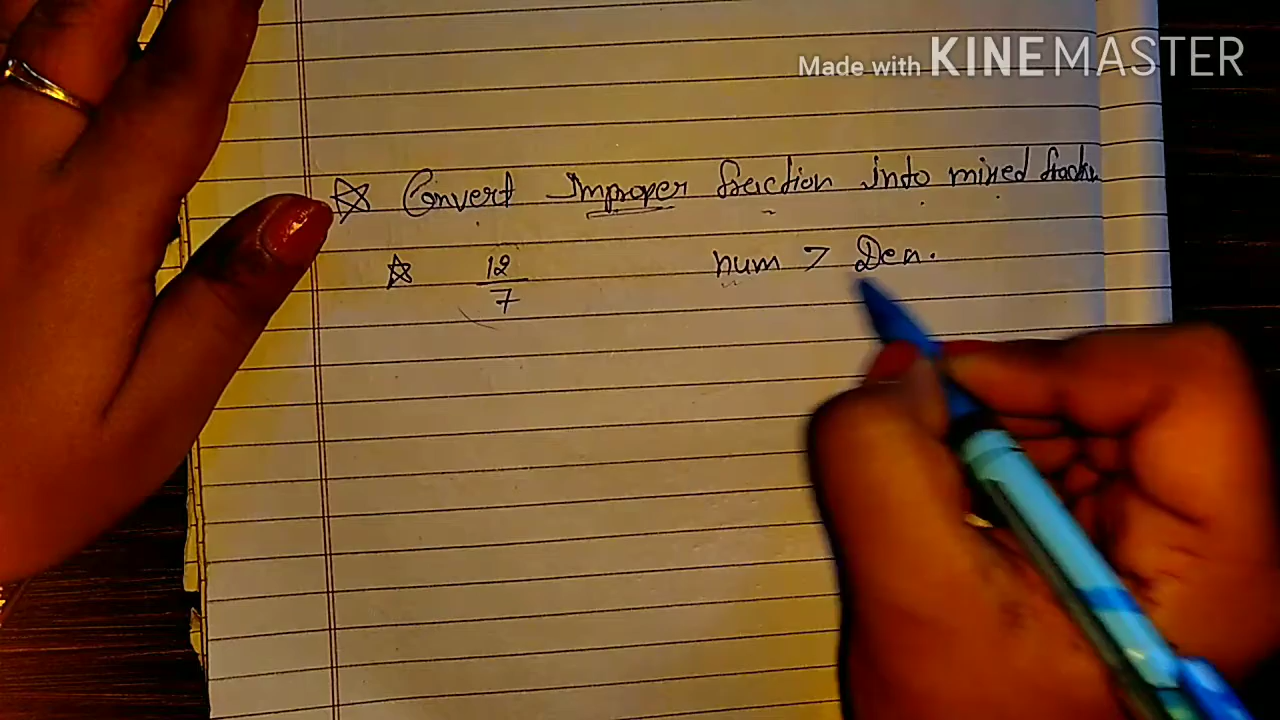 Made with KINEMASTER
☆ Convert Improper fraction into mixed fraction
☆ 12/7 num > Den.